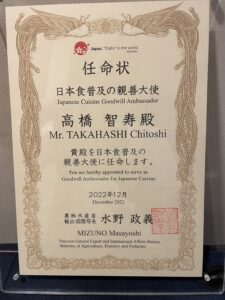 Japan. "Oishii" to the world
任命状
日本食普及の親善大使
Japanese Cuisine Goodwill Ambassador
高橋 智寿殿
Mr. TAKAHASHI Chitoshi
貴殿を日本食普及の
親善大使に任命します。
You are hereby appointed to serve as
Goodwill Ambassador for Japanese Cuisine.
2022年12月
December 2022
農林水産省
輸出・国際局長 水野 政義
MIZUNO Masayoshi
Director-General Export and International Affairs Bureau
Ministry of Agriculture, Forestry and Fisheries